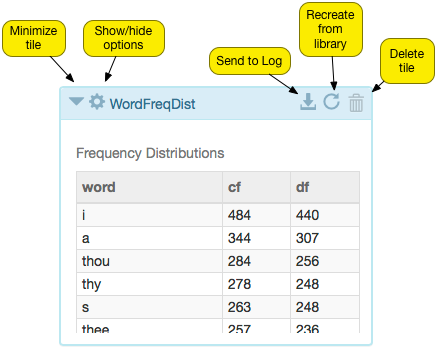 Minimize
tile
Show/hide
options
Send to Log
Recreate
from
library
Delete
tile
WordFreqDist
Frequency Distributions
word cf df
i 484 440
a 344 307
thou 284 256
thy 278 248
s 263 248
thee 257 236